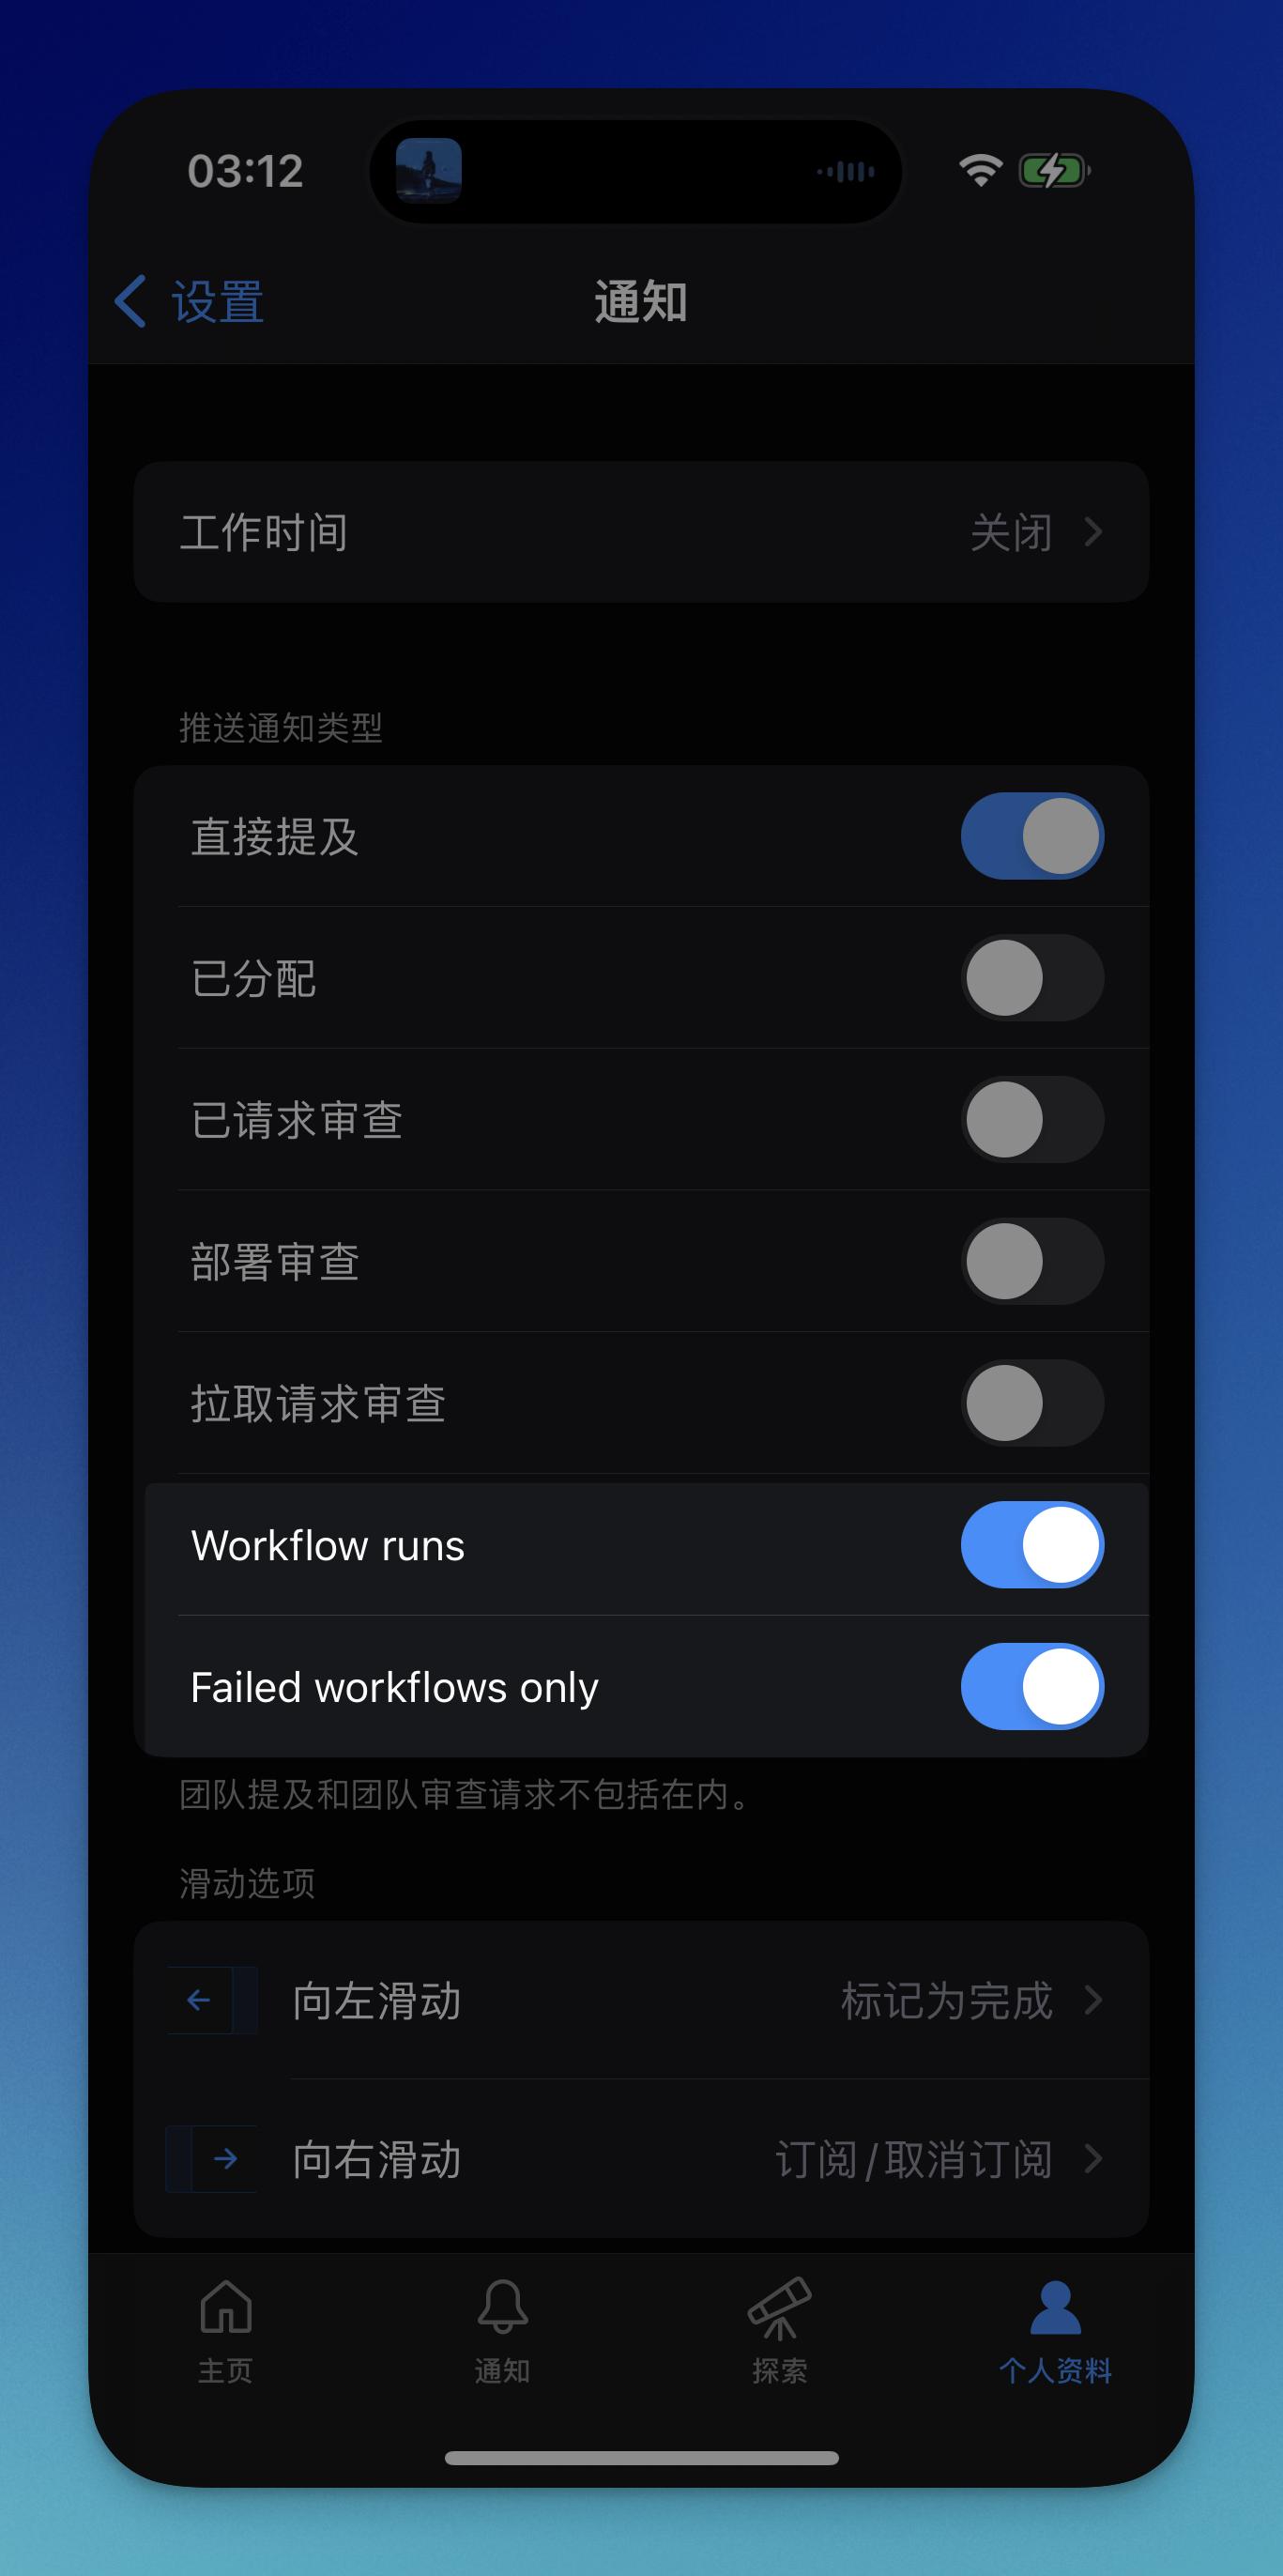 03:12
设置
通知
工作时间
关闭
推送通知类型
直接提及
已分配
已请求审查
部署审查
拉取请求审查
Workflow runs
Failed workflows only
团队提及和团队审查请求不包括在内。
滑动选项
向左滑动
标记为完成
向右滑动
订阅/取消订阅
主页
通知
探索
个人资料